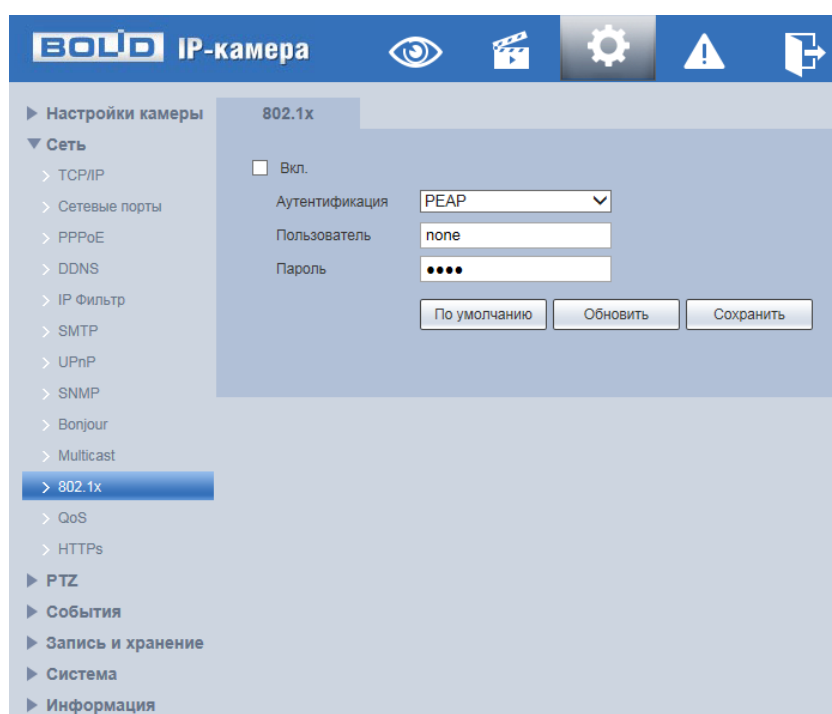 BOLID IP-камера
Настройки камеры
Сеть
TCP/IP
Сетевые порты
PPPoE
DDNS
IP Фильтр
SMTP
UPnP
SNMP
Bonjour
Multicast
802.1x
QoS
HTTPs
PTZ
События
Запись и хранение
Система
Информация
802.1x
Вкл.
Аутентификация PEAP
Пользователь none
Пароль ●●●●
По умолчанию Обновить Сохранить